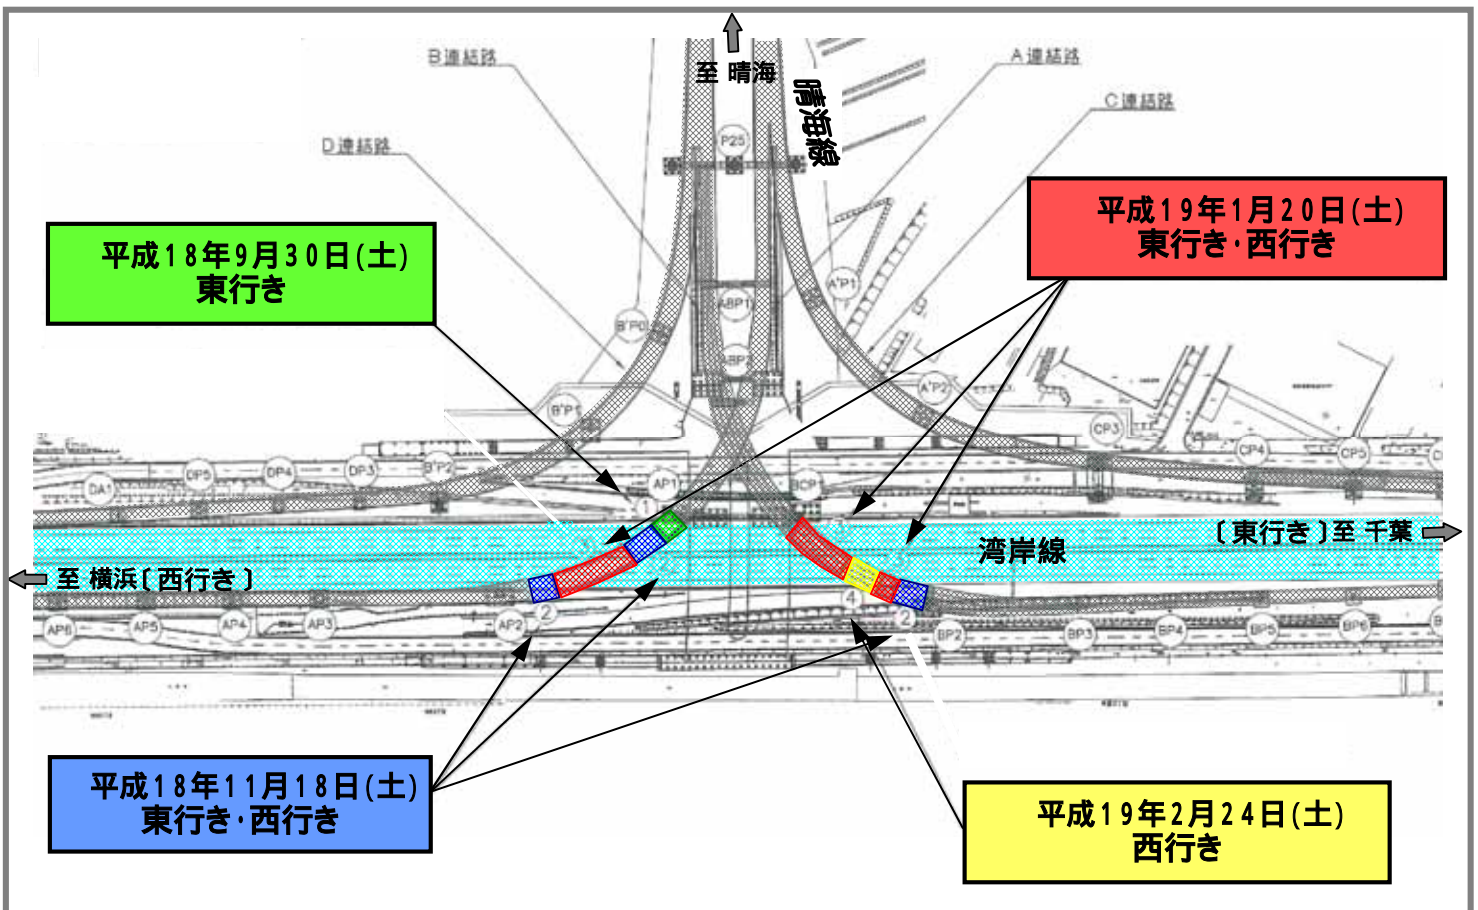 至 晴海
晴海線
B連結路
A連結路
C連結路
D連結路
P25
平成19年1月20日(土)
東行き・西行き
平成18年9月30日(土)
東行き
A'P1
ABP1
B'P0
ABP2
A'P2
B'P1
CP3
CP4
CP5
DA1
DP5
DP4
DP3
B'P2
AP1
BCP1
〔東行き〕至 千葉
湾岸線
至 横浜〔西行き〕
2
4
2
AP6
AP5
AP4
AP3
AP2
BP2
BP3
BP4
BP5
BP6
平成18年11月18日(土)
東行き・西行き
平成19年2月24日(土)
西行き